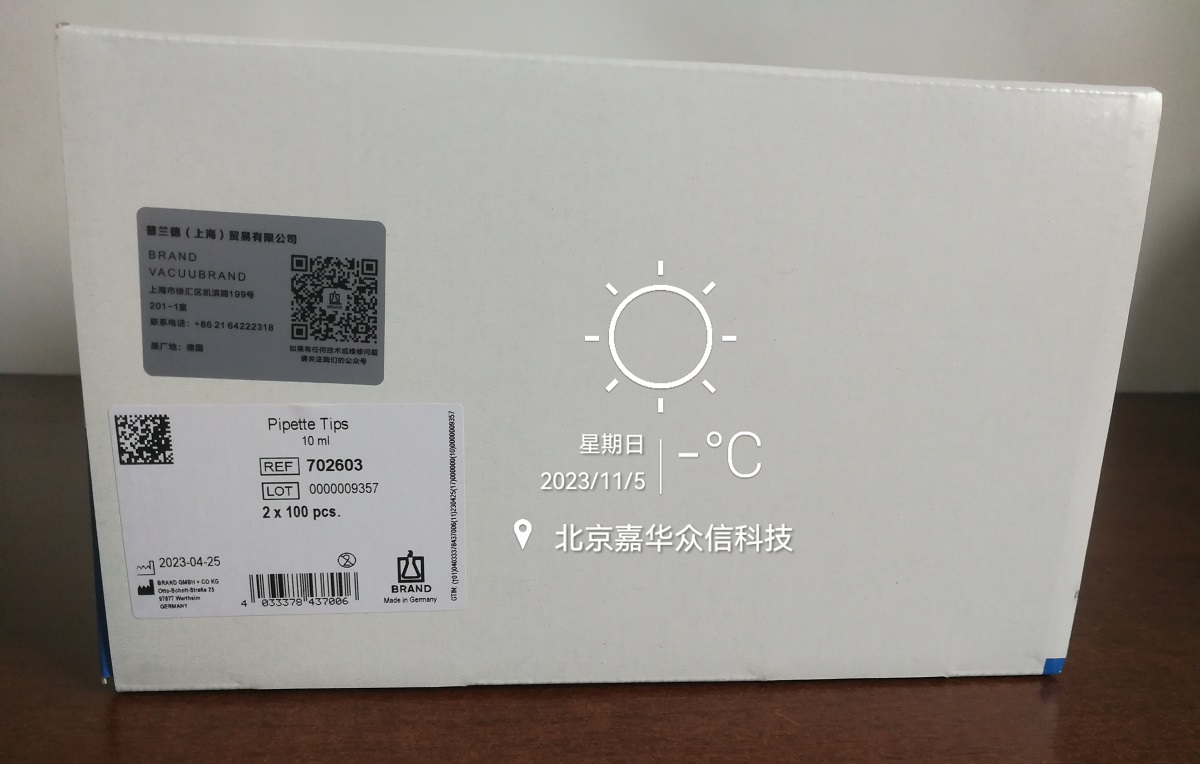 普兰德（上海）贸易有限公司
BRAND
VACUUBRAND
上海市徐汇区凯滨路199号
201-1室
联系电话：+86 21 64222318
原厂地：德国
如果有任何技术或维修问题
请关注我们的公众号
Pipette Tips
10 ml
REF 702603
LOT 0000009357
2 x 100 pcs.
2023-04-25
BRAND GMBH + CO KG
Otto-Schott-Straße 25
97877 Wertheim
GERMANY
4 033378 437006
BRAND
Made in Germany
星期日
2023/11/5
-°C
北京嘉华众信科技